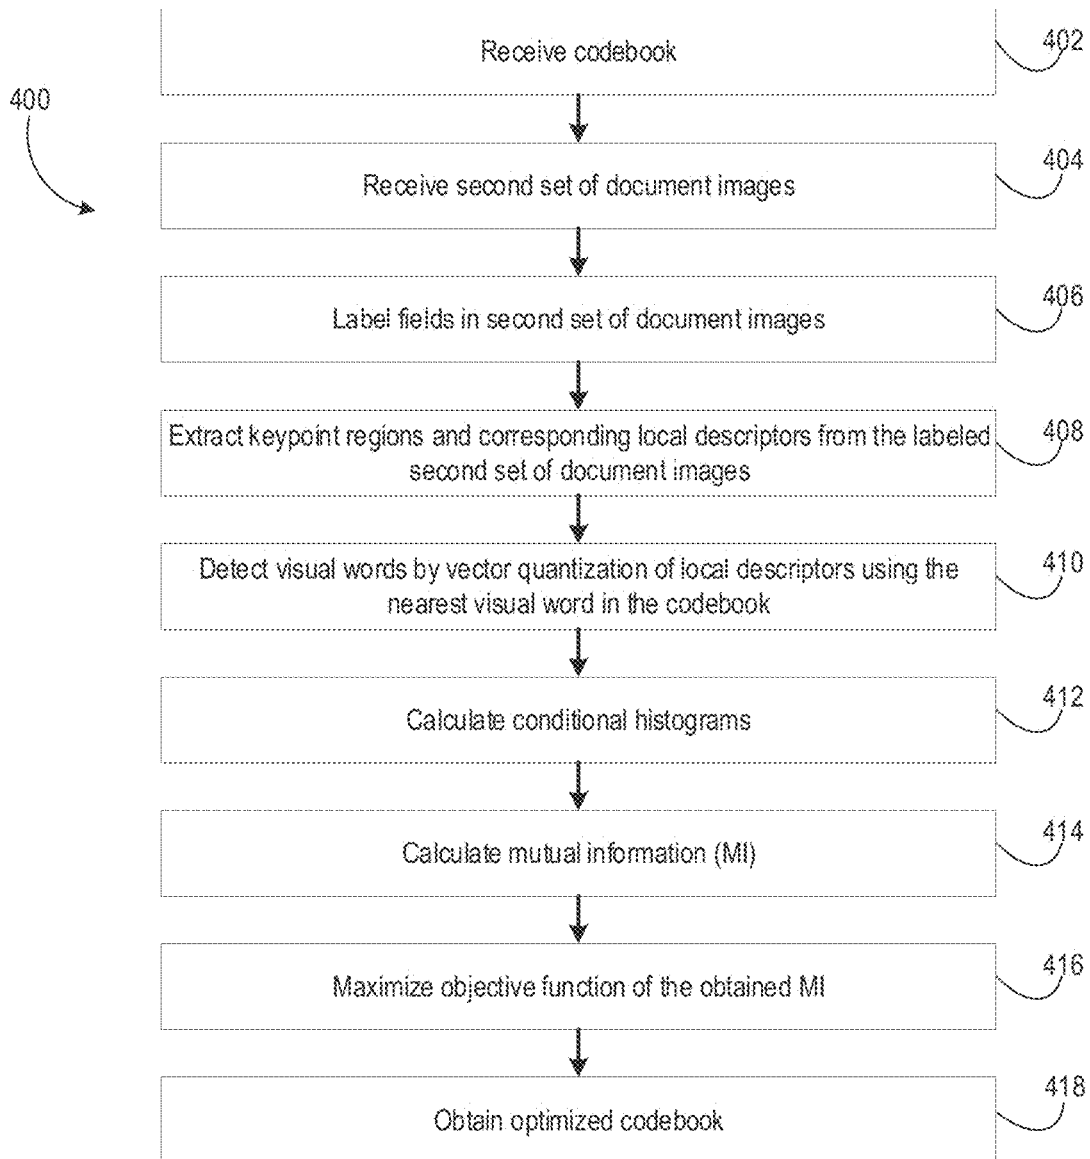 Receive codebook
402
400
Receive second set of document images
404
Label fields in second set of document images
406
Extract keypoint regions and corresponding local descriptors from the labeled
second set of document images
408
Detect visual words by vector quantization of local descriptors using the
nearest visual word in the codebook
410
Calculate conditional histograms
412
Calculate mutual information (MI)
414
Maximize objective function of the obtained MI
416
Obtain optimized codebook
418